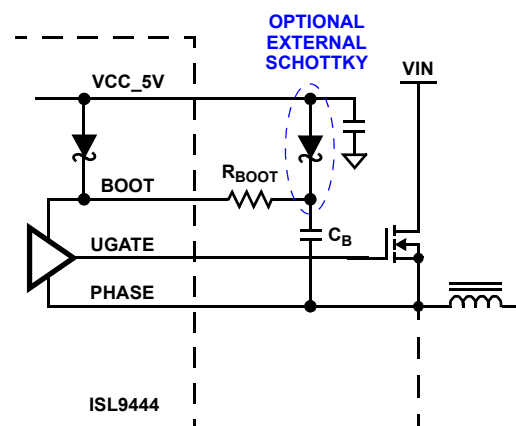 OPTIONAL
EXTERNAL
SCHOTTKY
VCC_5V
VIN
BOOT
RBOOT
CB
UGATE
PHASE
ISL9444